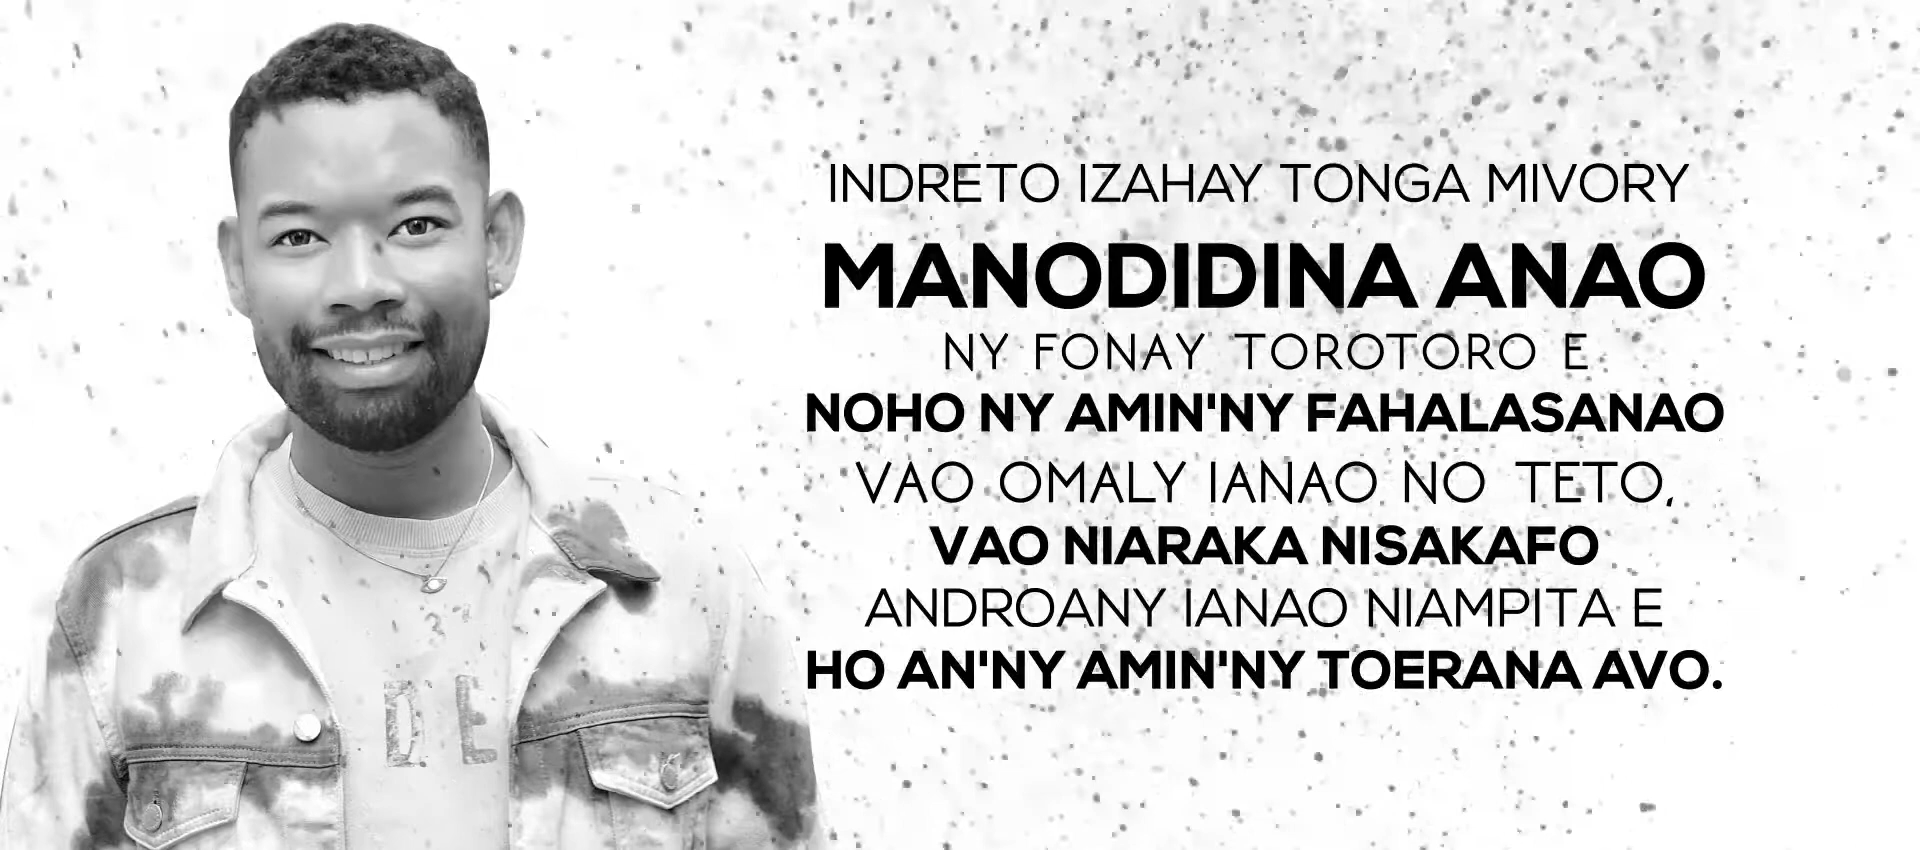 INDRETO IZAHAY TONGA MIVORY
MANODIDINA ANAO
NY FONAY TOROTORO E
NOHO NY AMIN'NY FAHALASANAO
VAO OMALY IANAO NO TETO,
VAO NIARAKA NISAKAFO
ANDROANY IANAO NIAMPITA E
HO AN'NY AMIN'NY TOERANA AVO.
DE